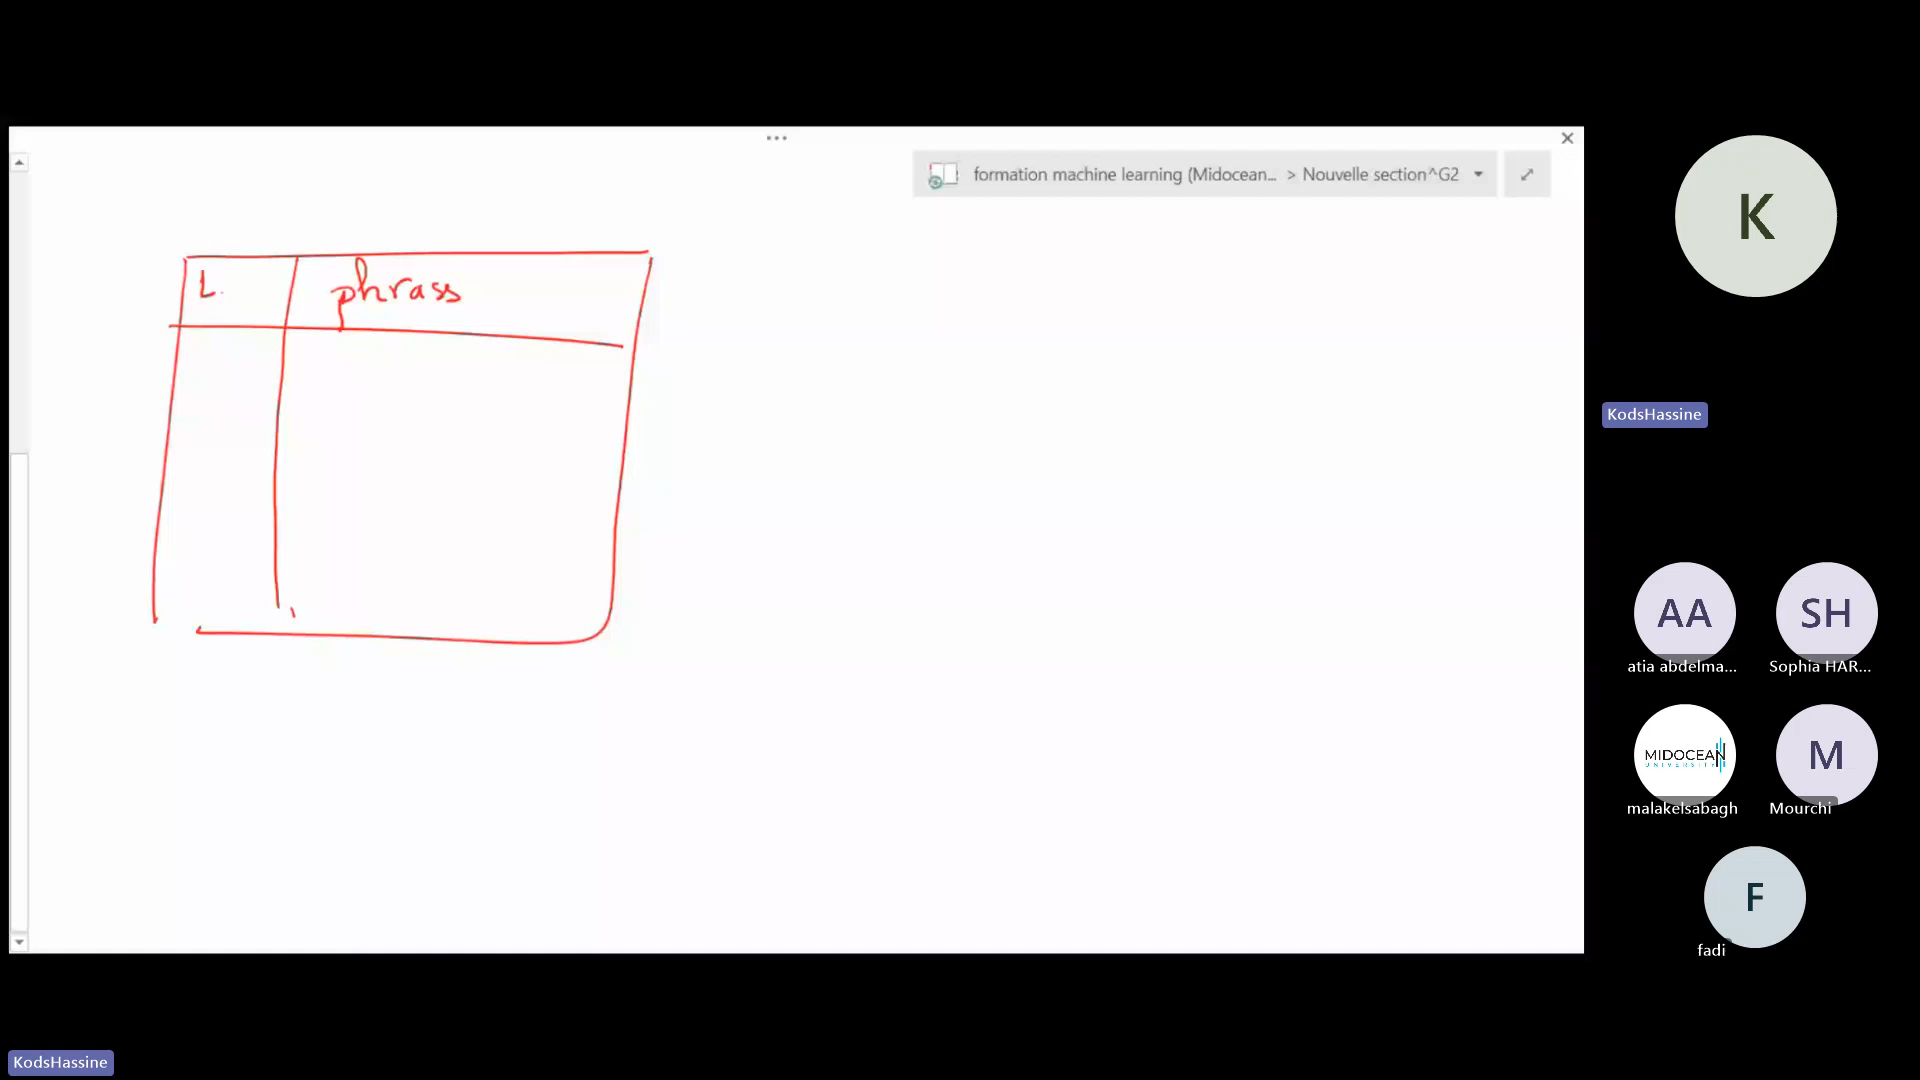 formation machine learning (Midocean... > Nouvelle section^G2
L.
phrass
K
KodsHassine
AA
SH
atia abdelma...
Sophia HAR...
MIDOCEAN
UNIVERSITY
M
malakelsabagh
Mourchi
F
fadi
KodsHassine